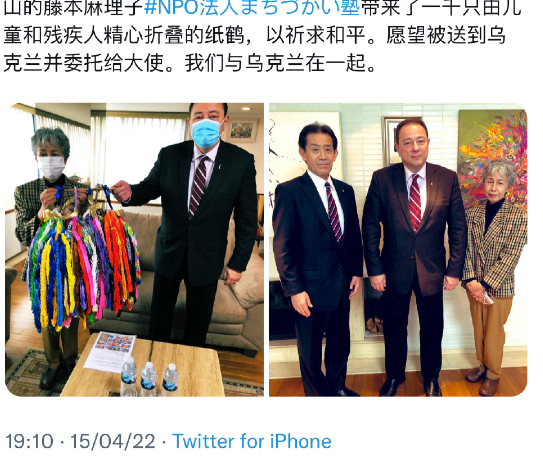 山的藤本麻理子#NPO法人まちづかい塾带来了一千只由儿
童和残疾人精心折叠的纸鹤，以祈求和平。愿望被送到乌
克兰并委托给大使。我们与乌克兰在一起。
19:10 · 15/04/22 · Twitter for iPhone